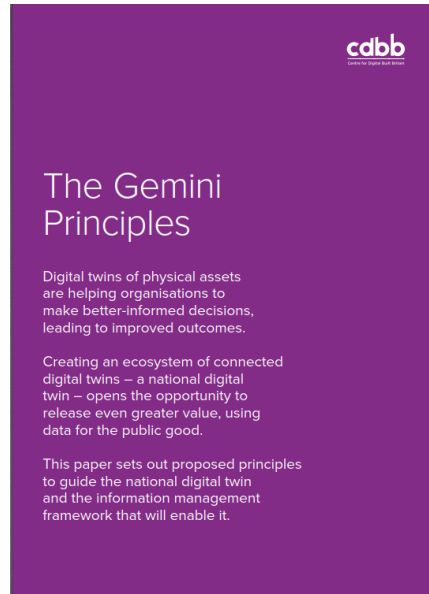 cdbb
Centre for Digital Built Britain
The Gemini
Principles
Digital twins of physical assets
are helping organisations to
make better-informed decisions,
leading to improved outcomes.
Creating an ecosystem of connected
digital twins – a national digital
twin – opens the opportunity to
release even greater value, using
data for the public good.
This paper sets out proposed principles
to guide the national digital twin
and the information management
framework that will enable it.